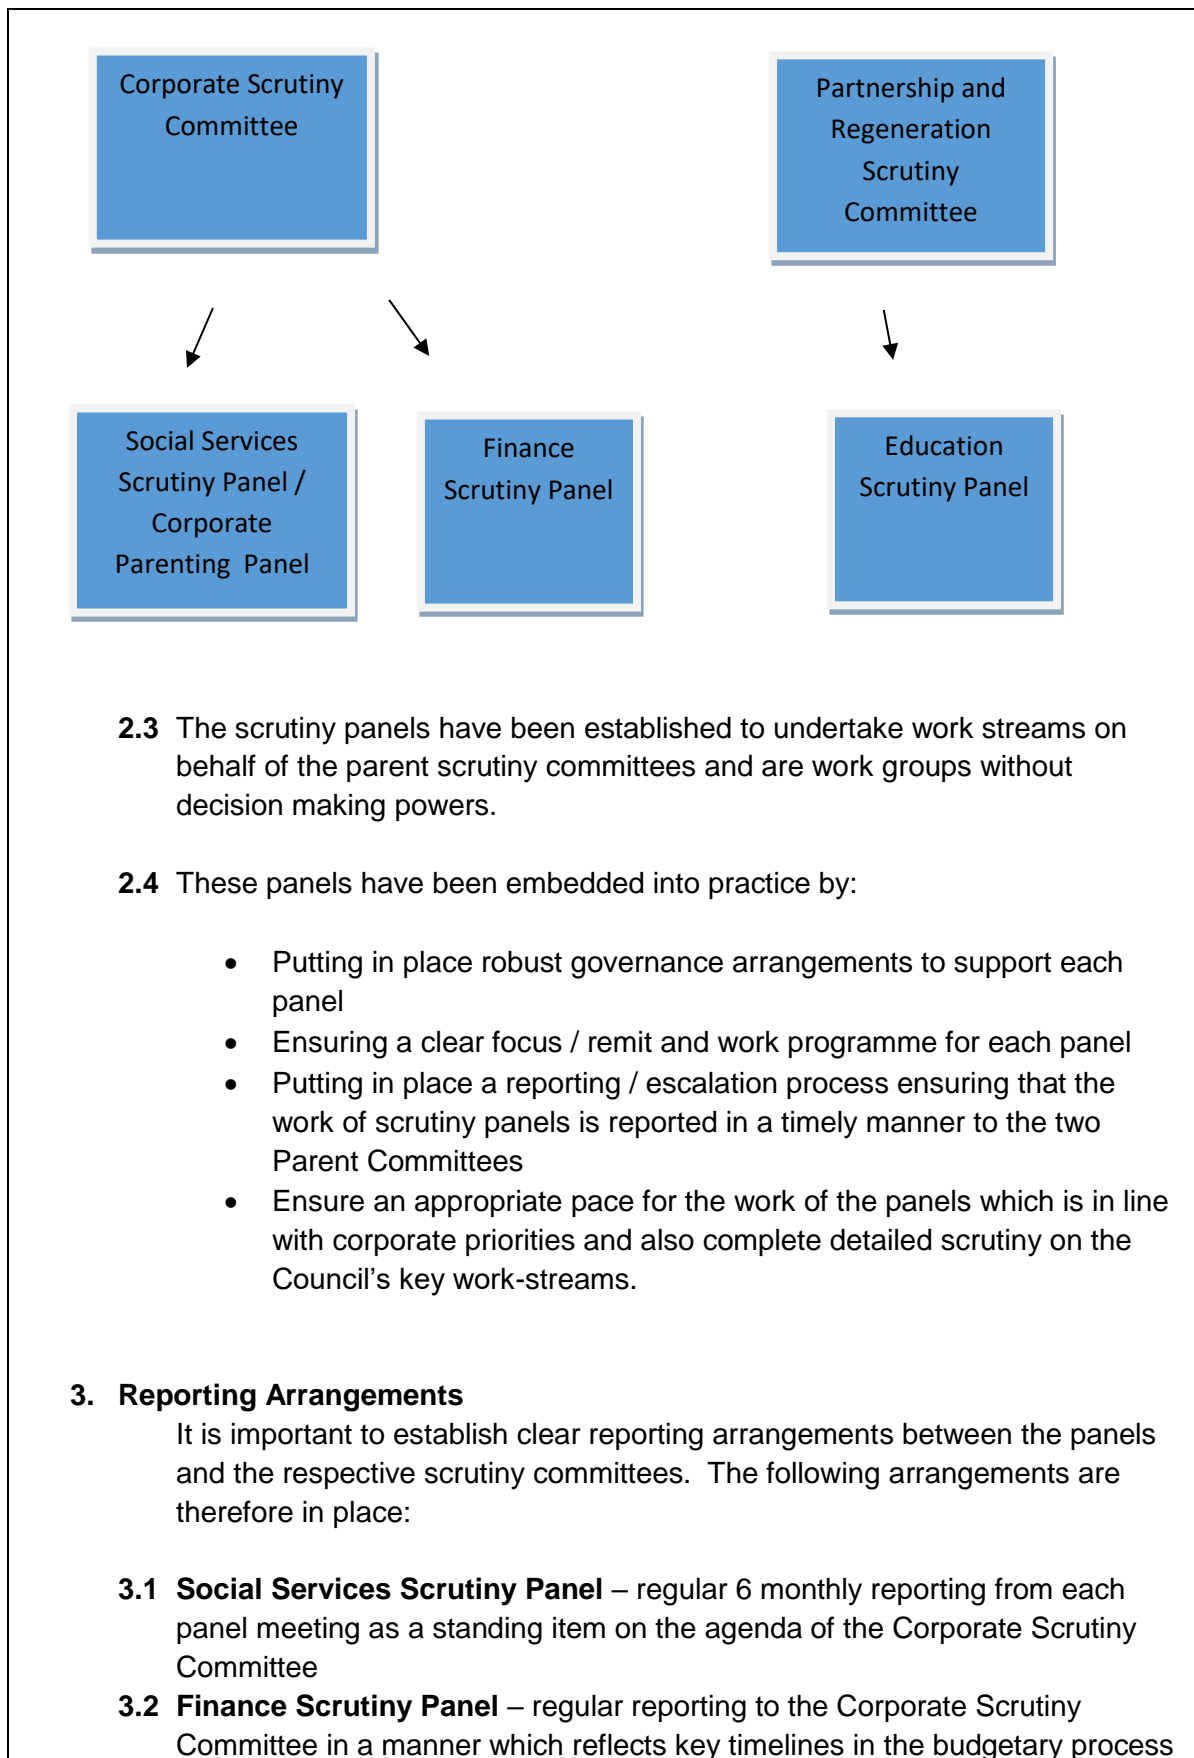 Corporate Scrutiny
Committee
Partnership and
Regeneration
Scrutiny
Committee
Social Services
Scrutiny Panel /
Corporate
Parenting  Panel
Finance
Scrutiny Panel
Education
Scrutiny Panel
2.3 The scrutiny panels have been established to undertake work streams on
behalf of the parent scrutiny committees and are work groups without
decision making powers.
2.4 These panels have been embedded into practice by:
• Putting in place robust governance arrangements to support each
panel
• Ensuring a clear focus / remit and work programme for each panel
• Putting in place a reporting / escalation process ensuring that the
work of scrutiny panels is reported in a timely manner to the two
Parent Committees
• Ensure an appropriate pace for the work of the panels which is in line
with corporate priorities and also complete detailed scrutiny on the
Council’s key work-streams.
3. Reporting Arrangements
It is important to establish clear reporting arrangements between the panels
and the respective scrutiny committees.  The following arrangements are
therefore in place:
3.1 Social Services Scrutiny Panel – regular 6 monthly reporting from each
panel meeting as a standing item on the agenda of the Corporate Scrutiny
Committee
3.2 Finance Scrutiny Panel – regular reporting to the Corporate Scrutiny
Committee in a manner which reflects key timelines in the budgetary process